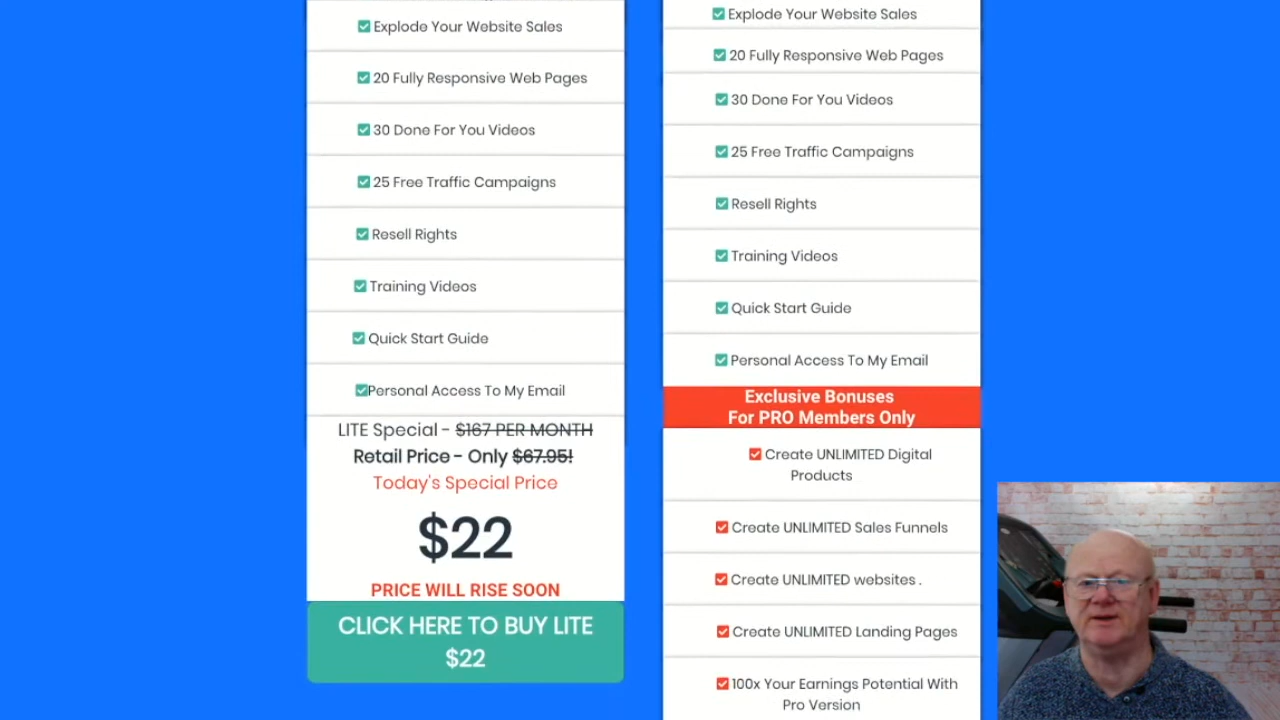 Explode Your Website Sales
20 Fully Responsive Web Pages
30 Done For You Videos
25 Free Traffic Campaigns
Resell Rights
Training Videos
Quick Start Guide
Personal Access To My Email
LITE Special - $167 PER MONTH
Retail Price - Only $67.95!
Today's Special Price
$22
PRICE WILL RISE SOON
CLICK HERE TO BUY LITE
$22
Explode Your Website Sales
20 Fully Responsive Web Pages
30 Done For You Videos
25 Free Traffic Campaigns
Resell Rights
Training Videos
Quick Start Guide
Personal Access To My Email
Exclusive Bonuses
For PRO Members Only
Create UNLIMITED Digital
Products
Create UNLIMITED Sales Funnels
Create UNLIMITED websites .
Create UNLIMITED Landing Pages
100x Your Earnings Potential With
Pro Version